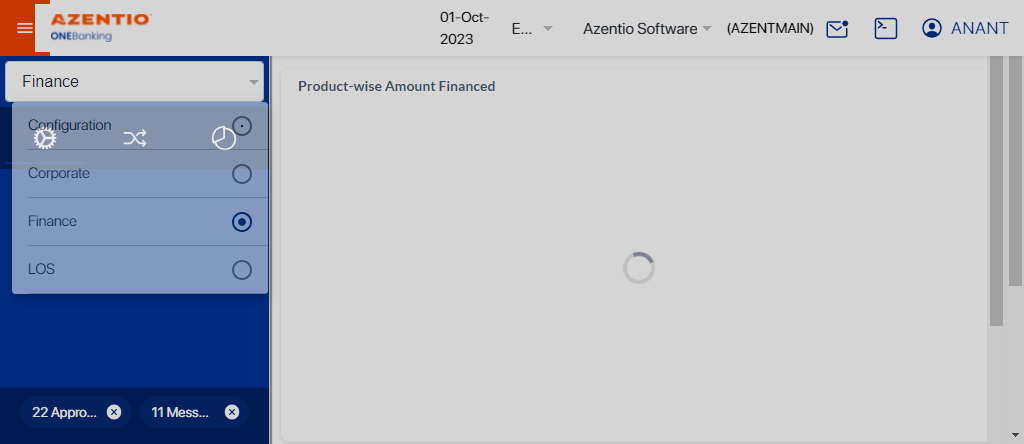 AZENTIO
ONEBanking
01-Oct-
2023
E...
Azentio Software
(AZENTMAIN)
ANANT
Finance
Configuration
Corporate
Finance
LOS
22 Appro...
11 Mess...
Product-wise Amount Financed